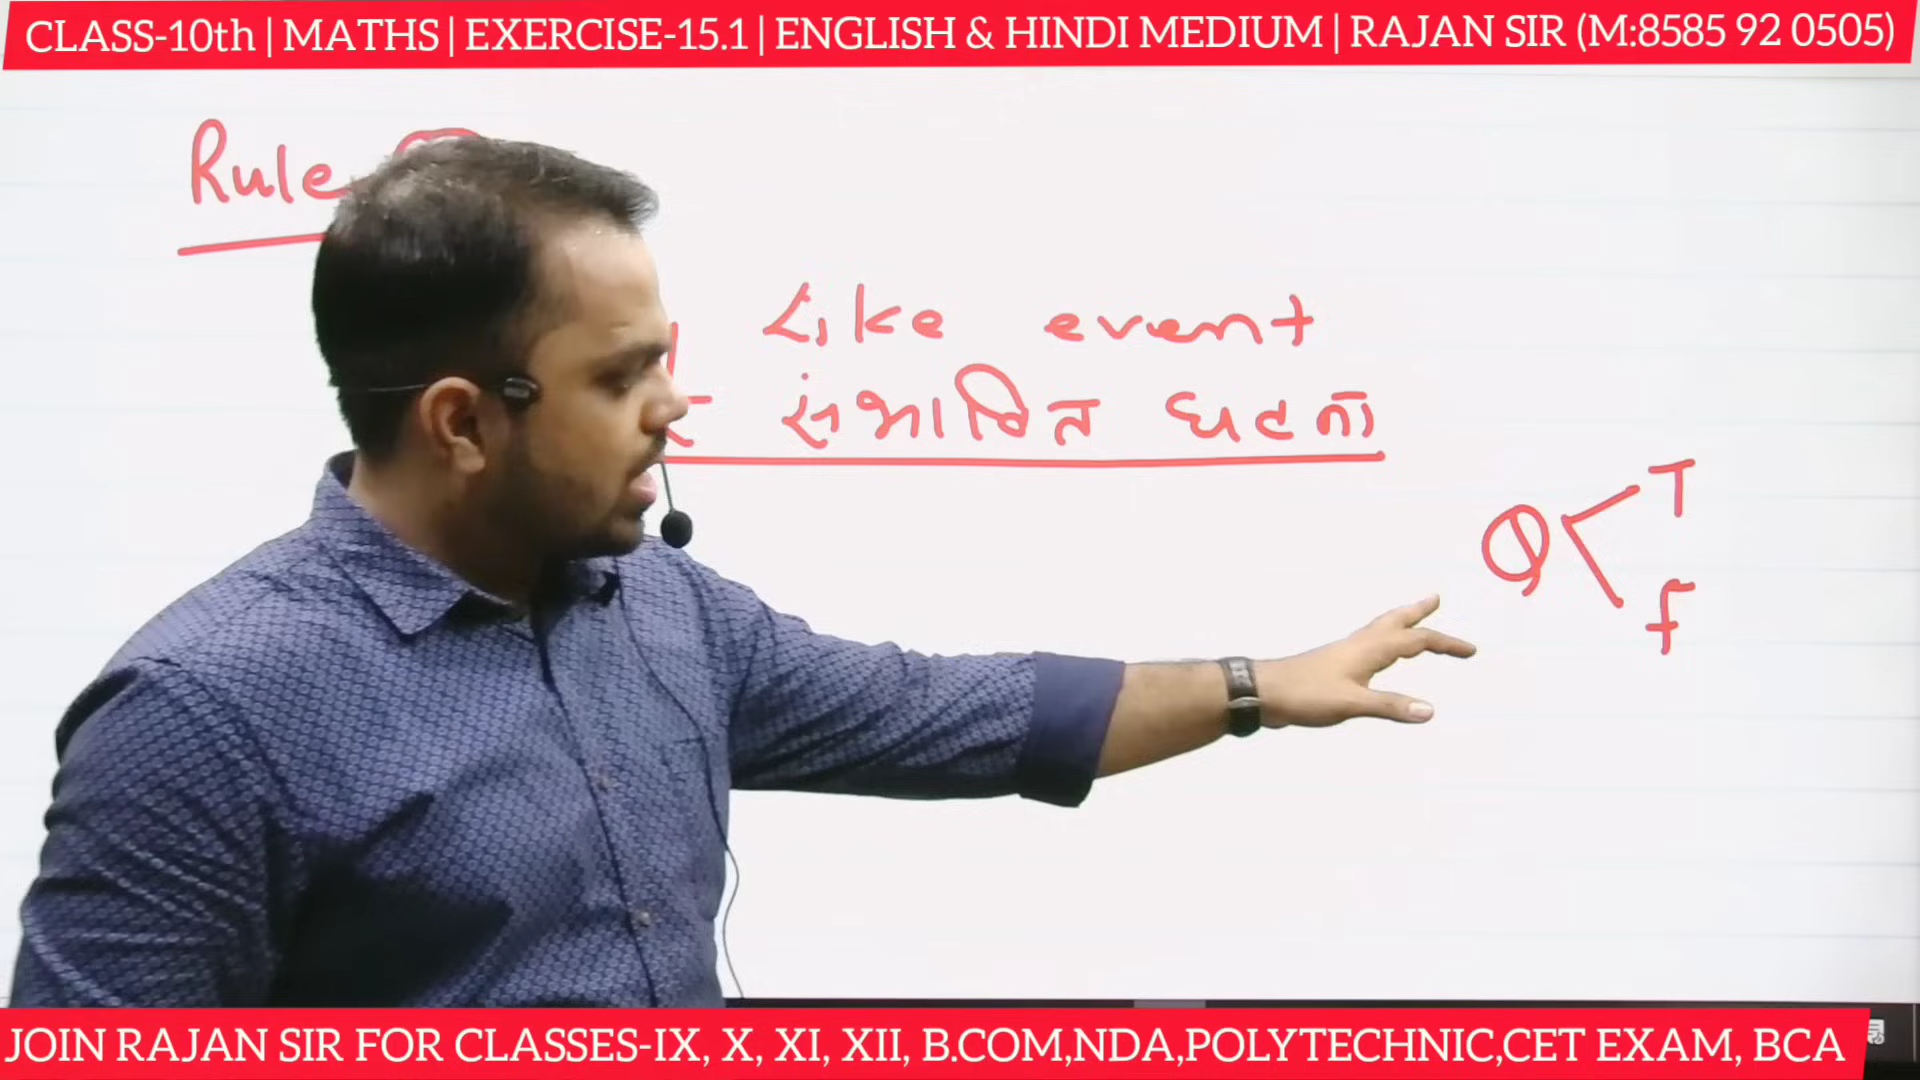 CLASS-10th | MATHS | EXERCISE-15.1 | ENGLISH & HINDI MEDIUM | RAJAN SIR (M:8585 92 0505)
Rule
Like event
संभावित घटना
Q T
F
JOIN RAJAN SIR FOR CLASSES-IX, X, XI, XII, B.COM,NDA,POLYTECHNIC,CET EXAM, BCA